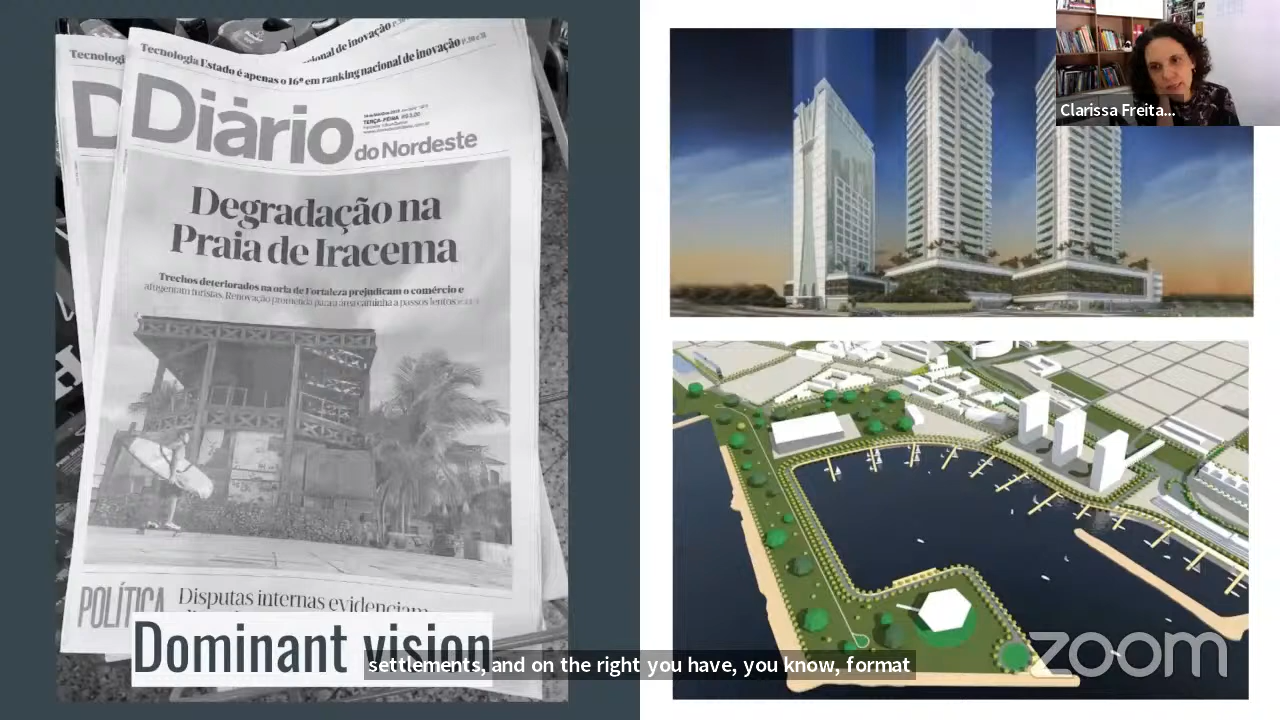 Tecnologia Estado é apenas o 16º em ranking nacional de inovação
Diário
do Nordeste
TERÇA-FEIRA
Degradação na
Praia de Iracema
Trechos deteriorados na orla de Fortaleza prejudicam o comércio e
afugentam turistas. Renovação prometida para a área caminha a passos lentos
POLÍTICA
Disputas internas evidenciam
Dominant vision
settlements, and on the right you have, you know, format
Clarissa Freita...
zoom